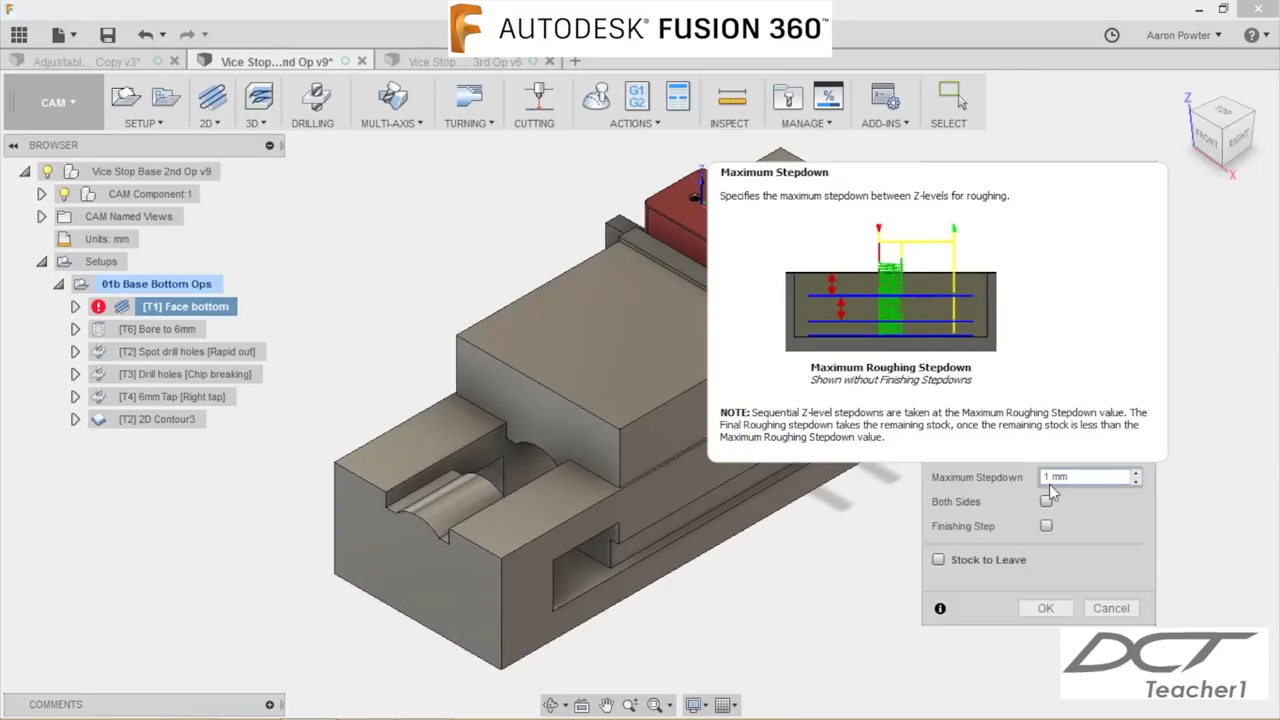 AUTODESK® FUSION 360™
Aaron Powter
Adjustabl... Copy v3*
Vice Stop...nd Op v9*
Vice Stop ... 3rd Op v6
CAM
SETUP
2D
3D
DRILLING
MULTI-AXIS
TURNING
CUTTING
G1
G2
ACTIONS
INSPECT
MANAGE
ADD-INS
SELECT
BROWSER
Vice Stop Base 2nd Op v9
CAM Component:1
CAM Named Views
Units: mm
Setups
01b Base Bottom Ops
[T1] Face bottom
[T6] Bore to 6mm
[T2] Spot drill holes [Rapid out]
[T3] Drill holes [Chip breaking]
[T4] 6mm Tap [Right tap]
[T2] 2D Contour3
Z
TOP
FRONT
RIGHT
X
Z
Maximum Stepdown
Specifies the maximum stepdown between Z-levels for roughing.
Maximum Roughing Stepdown
Shown without Finishing Stepdowns
NOTE: Sequential Z-level stepdowns are taken at the Maximum Roughing Stepdown value. The
Final Roughing stepdown takes the remaining stock, once the remaining stock is less than the
Maximum Roughing Stepdown value.
Maximum Stepdown
1 mm
Both Sides
Finishing Step
Stock to Leave
OK
Cancel
DCT
Teacher1
COMMENTS